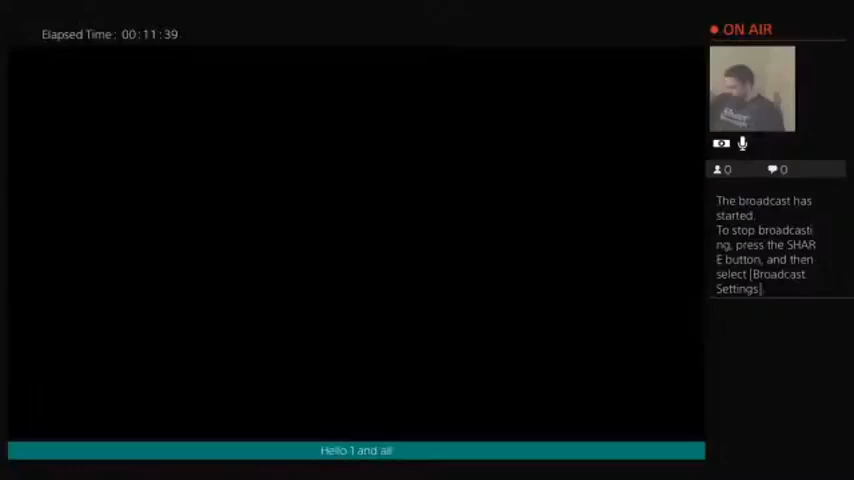 Elapsed Time: 00:11:39
ON AIR
0 0
The broadcast has
started.
To stop broadcasti
ng, press the SHAR
E button, and then
select [Broadcast
Settings].
Hello 1 and all